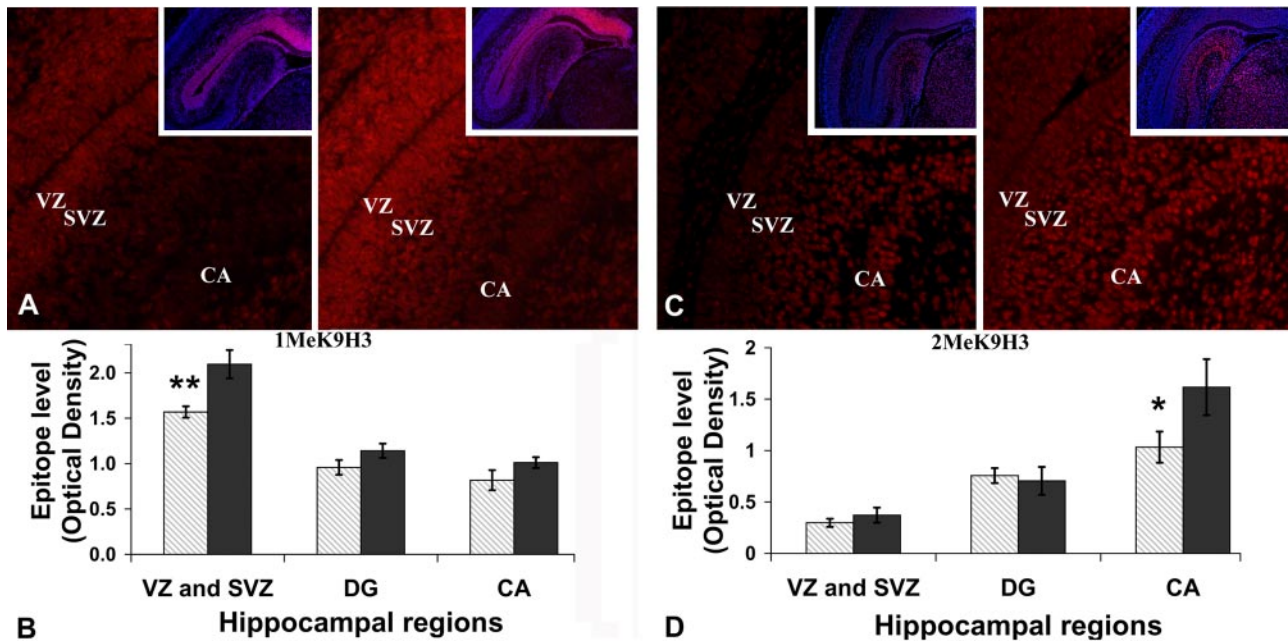 VZ
SVZ
CA
A
VZ
SVZ
CA
1MeK9H3
Epitope level
(Optical Density)
2.0
1.5
1.0
0.5
0.0
**
VZ and SVZ
DG
CA
B
Hippocampal regions
VZ
SVZ
CA
C
VZ
SVZ
CA
2MeK9H3
Epitope level
(Optical Density)
2
1.5
1
0.5
0
*
VZ and SVZ
DG
CA
D
Hippocampal regions